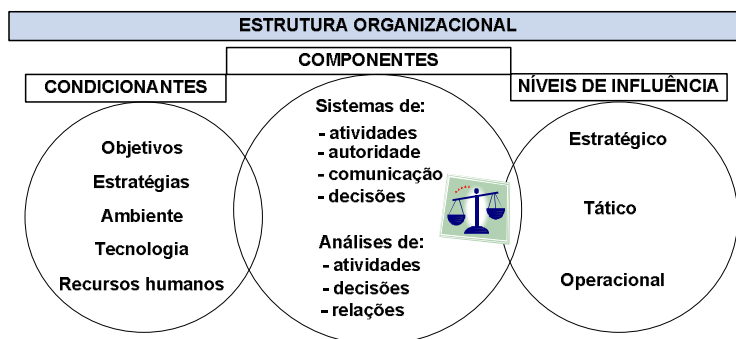 ESTRUTURA ORGANIZACIONAL
CONDICIONANTES
Objetivos
Estratégias
Ambiente
Tecnologia
Recursos humanos
COMPONENTES
Sistemas de:
- atividades
- autoridade
- comunicação
- decisões
Análises de:
- atividades
- decisões
- relações
NÍVEIS DE INFLUÊNCIA
Estratégico
Tático
Operacional